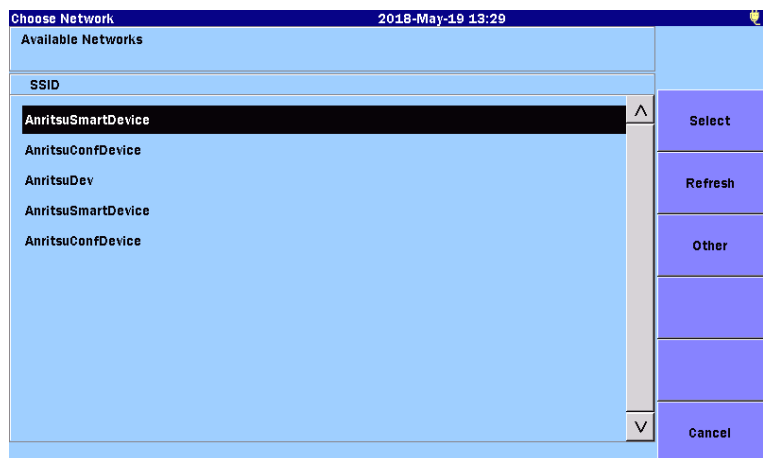 Choose Network 2018-May-19 13:29
Available Networks
SSID
AnritsuSmartDevice
AnritsuConfDevice
AnritsuDev
AnritsuSmartDevice
AnritsuConfDevice
Select
Refresh
Other
Cancel